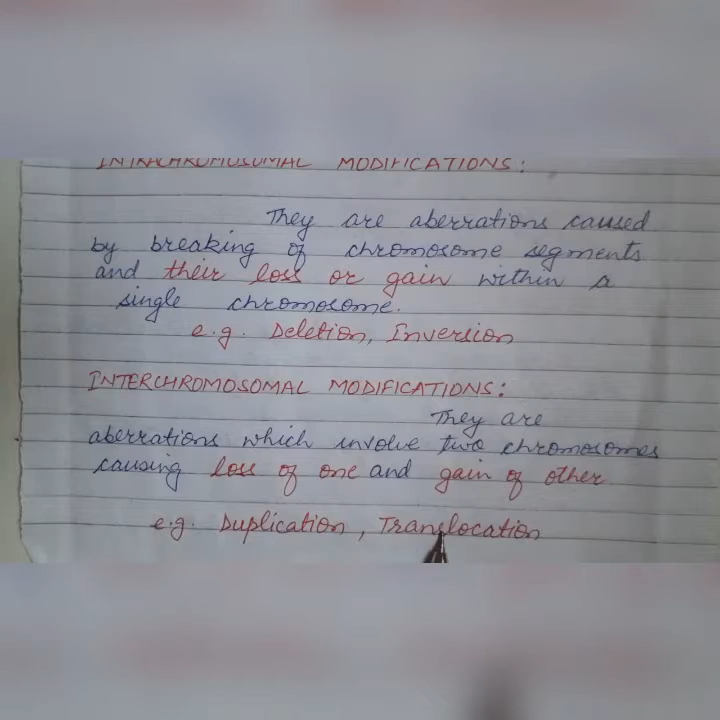 INTRACHROMOSOMAL MODIFICATIONS:
They are aberrations caused
by breaking of chromosome segments
and their loss or gain within a
single chromosome.
e.g. Deletion, Inversion
INTERCHROMOSOMAL MODIFICATIONS:
They are
aberrations which involve two chromosomes
causing loss of one and gain of other
e.g. Duplication, Translocation